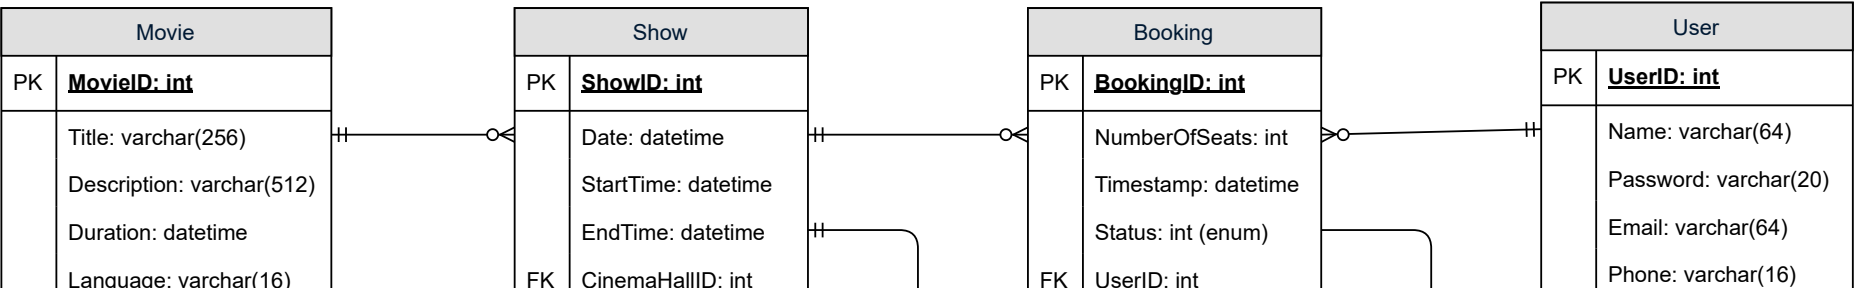 Movie
PK MovieID: int
Title: varchar(256)
Description: varchar(512)
Duration: datetime
Language: varchar(16)
Show
PK ShowID: int
Date: datetime
StartTime: datetime
EndTime: datetime
FK CinemaHallID: int
Booking
PK BookingID: int
NumberOfSeats: int
Timestamp: datetime
Status: int (enum)
FK UserID: int
User
PK UserID: int
Name: varchar(64)
Password: varchar(20)
Email: varchar(64)
Phone: varchar(16)